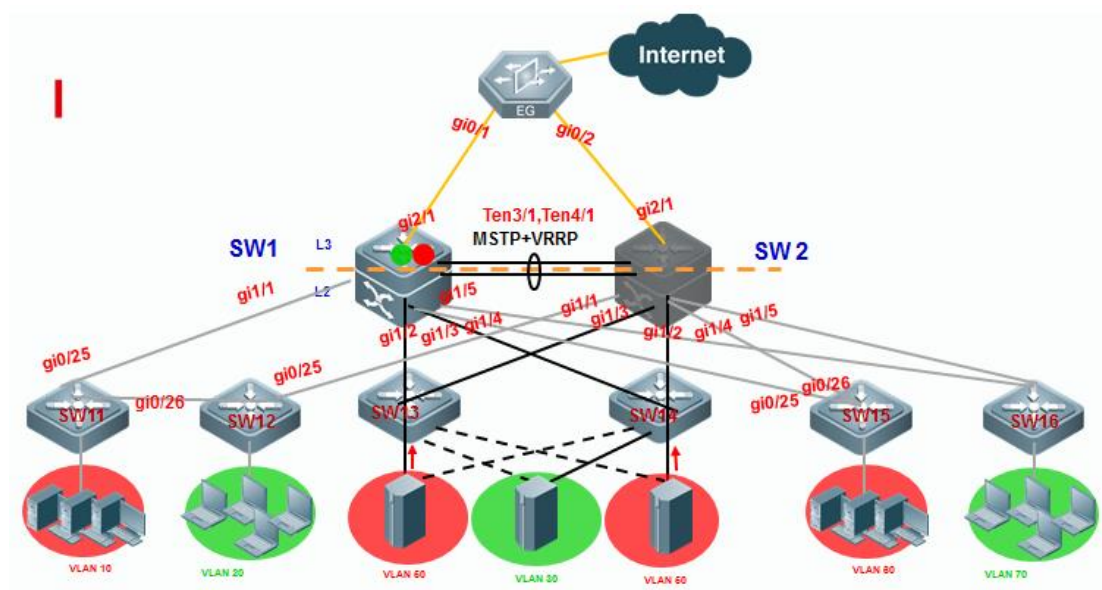 Internet
EG
gi0/1
gi0/2
gi2/1
gi2/1
Ten3/1,Ten4/1
MSTP+VRRP
SW1
L3
SW 2
L2
gi1/1
gi1/5
gi1/1
gi1/5
gi1/2
gi1/3
gi1/4
gi1/3
gi1/2
gi1/4
gi0/25
gi0/25
gi0/26
gi0/26
gi0/25
SW11
SW12
SW13
SW14
SW15
SW16
VLAN 10
VLAN 20
VLAN 50
VLAN 30
VLAN 60
VLAN 60
VLAN 70